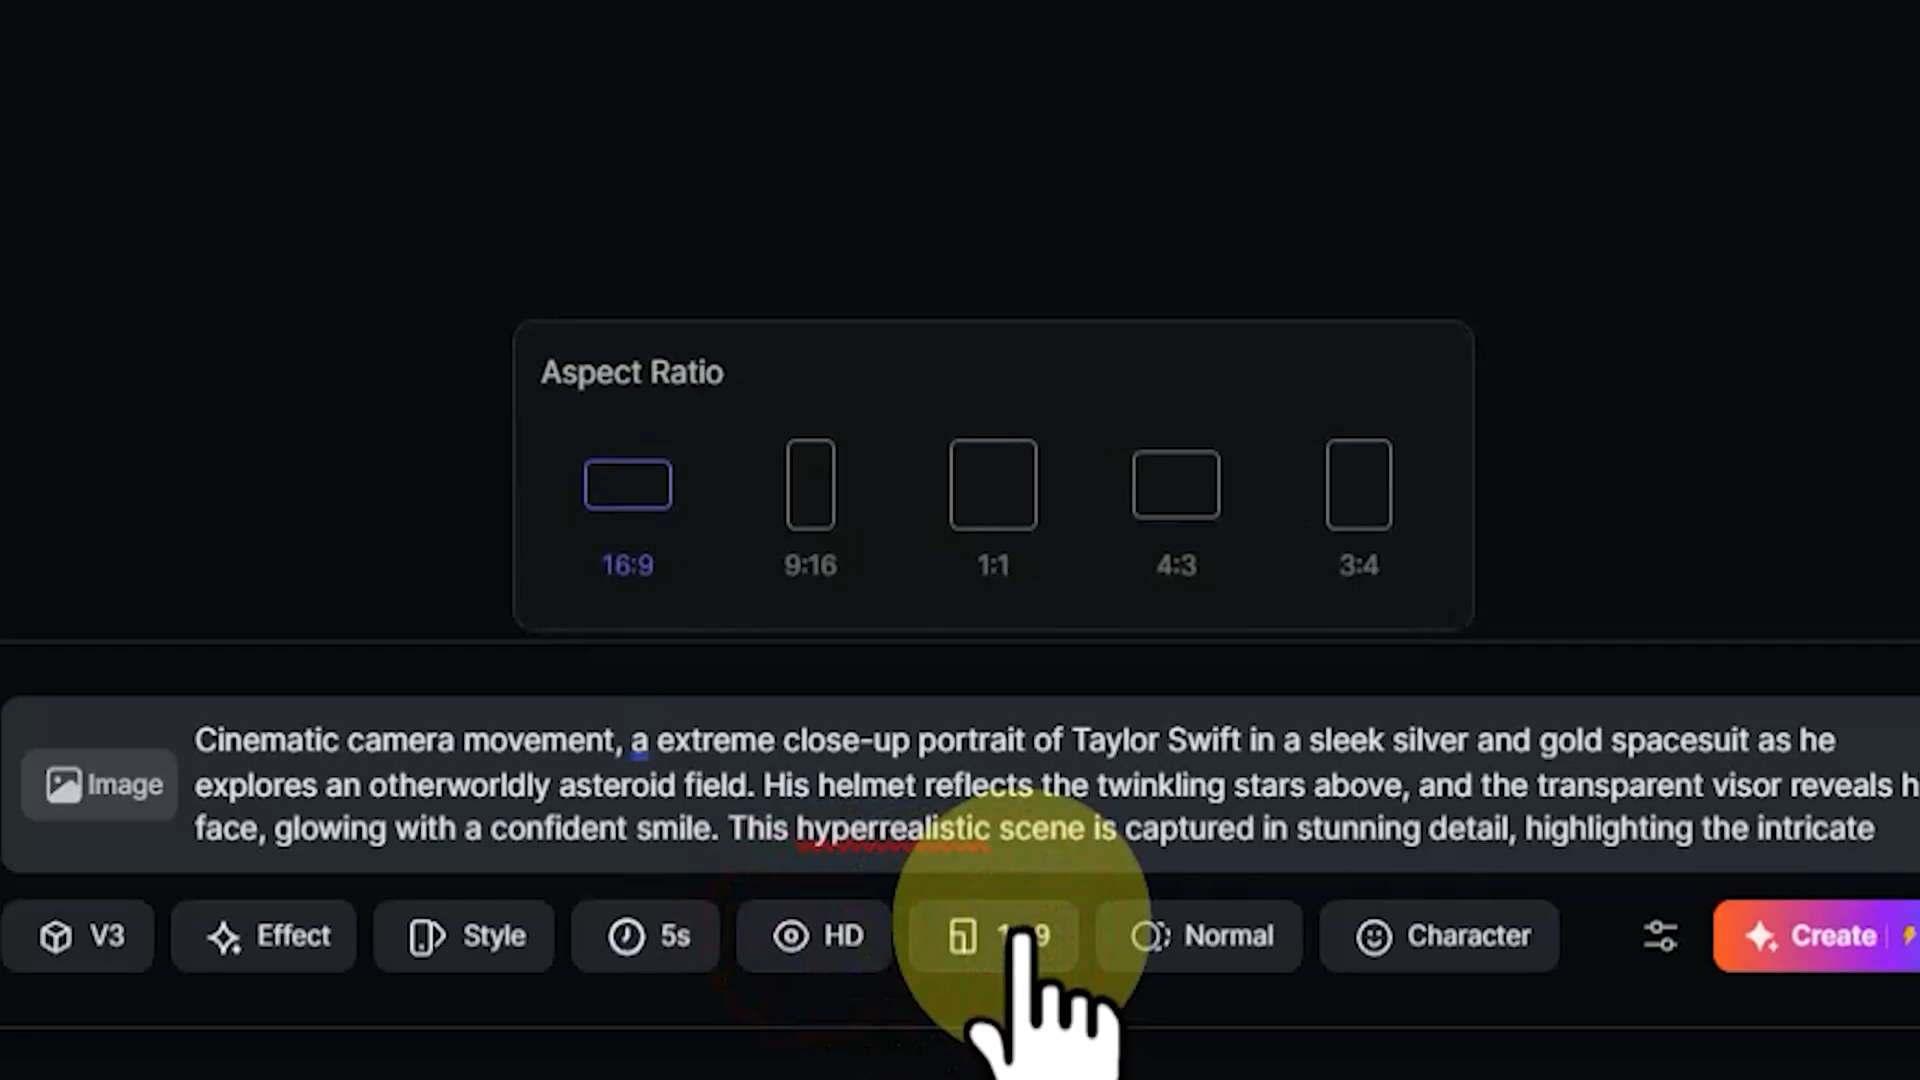 Aspect Ratio
16:9 9:16 1:1 4:3 3:4
Cinematic camera movement, a extreme close-up portrait of Taylor Swift in a sleek silver and gold spacesuit as he
explores an otherworldly asteroid field. His helmet reflects the twinkling stars above, and the transparent visor reveals
face, glowing with a confident smile. This hyperrealistic scene is captured in stunning detail, highlighting the intricate
Image
V3 Effect Style 5s HD Normal Character Create